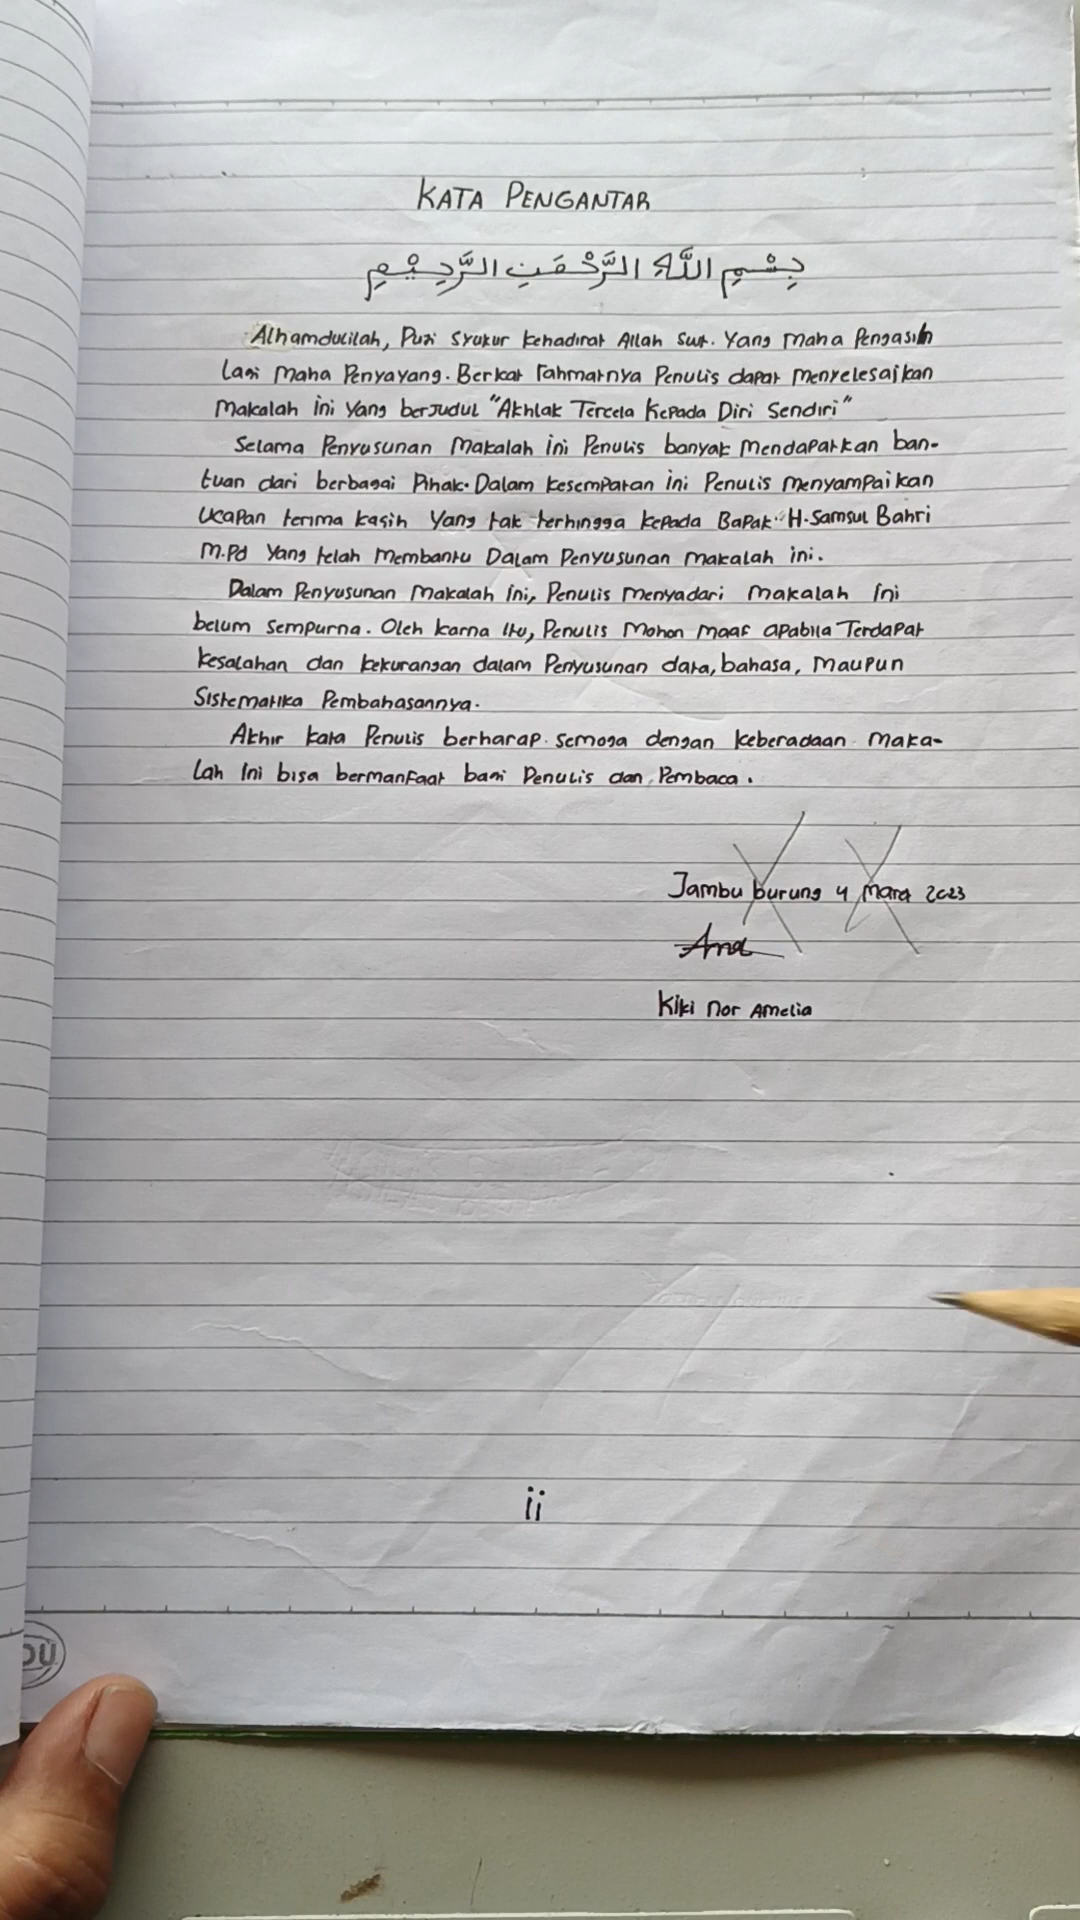 KATA PENGANTAR
بِسْمِ اللَّهِ الرَّحْمَنِ الرَّحِيْمِ
Alhamdulilah, Puji Syukur kehadirat Allah Swt. Yang Maha Pengasih
Lagi Maha Penyayang. Berkat rahmatnya Penulis dapat Menyelesaikan
Makalah ini Yang berjudul "Akhlak Tercela Kepada Diri Sendiri"
Selama Penyusunan Makalah ini Penulis banyak Mendapatkan ban-
tuan dari berbagai Pihak. Dalam kesempatan ini Penulis Menyampaikan
Ucapan terima kasih Yang tak terhingga kepada Bapak H. Samsul Bahri
M.Pd Yang telah Membantu Dalam Penyusunan Makalah ini.
Dalam Penyusunan Makalah ini, Penulis Menyadari Makalah ini
belum Sempurna. Oleh karna itu, Penulis Mohon Maaf apabila Terdapat
kesalahan dan kekurangan dalam Penyusunan data, bahasa, Maupun
Sistematika Pembahasannya.
Akhir kata Penulis berharap semoga dengan keberadaan Maka-
lah ini bisa bermanfaat bagi Penulis dan Pembaca.
Jambu burung 4 Maret 2023
Kiki Nor Amelia
ii